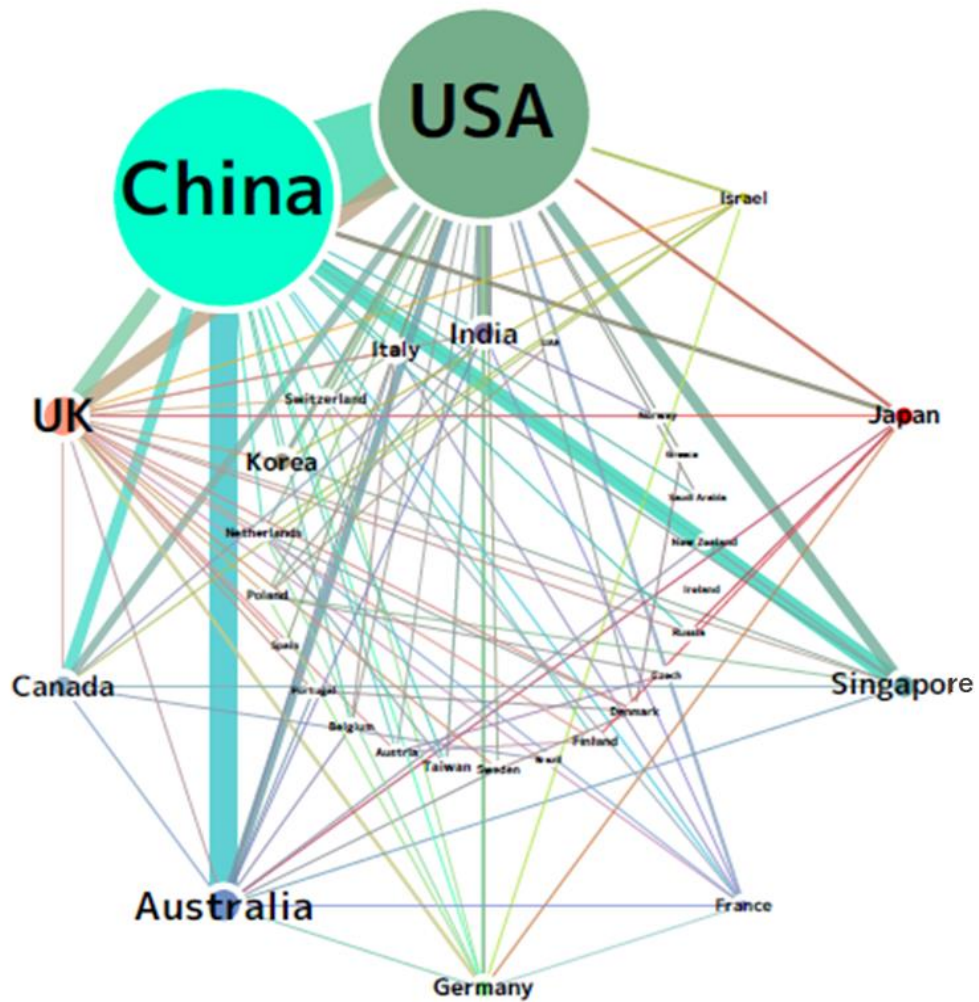 USA
China
Israel
India
UAE
Italy
Switzerland
UK
Norway
Japan
Korea
Greece
Saudi Arabia
Netherlands
New Zealand
Poland
Ireland
Russia
Spain
Czech
Canada
Portugal
Singapore
Denmark
Belgium
Finland
Austria
Taiwan
Sweden
Brazil
Australia
France
Germany